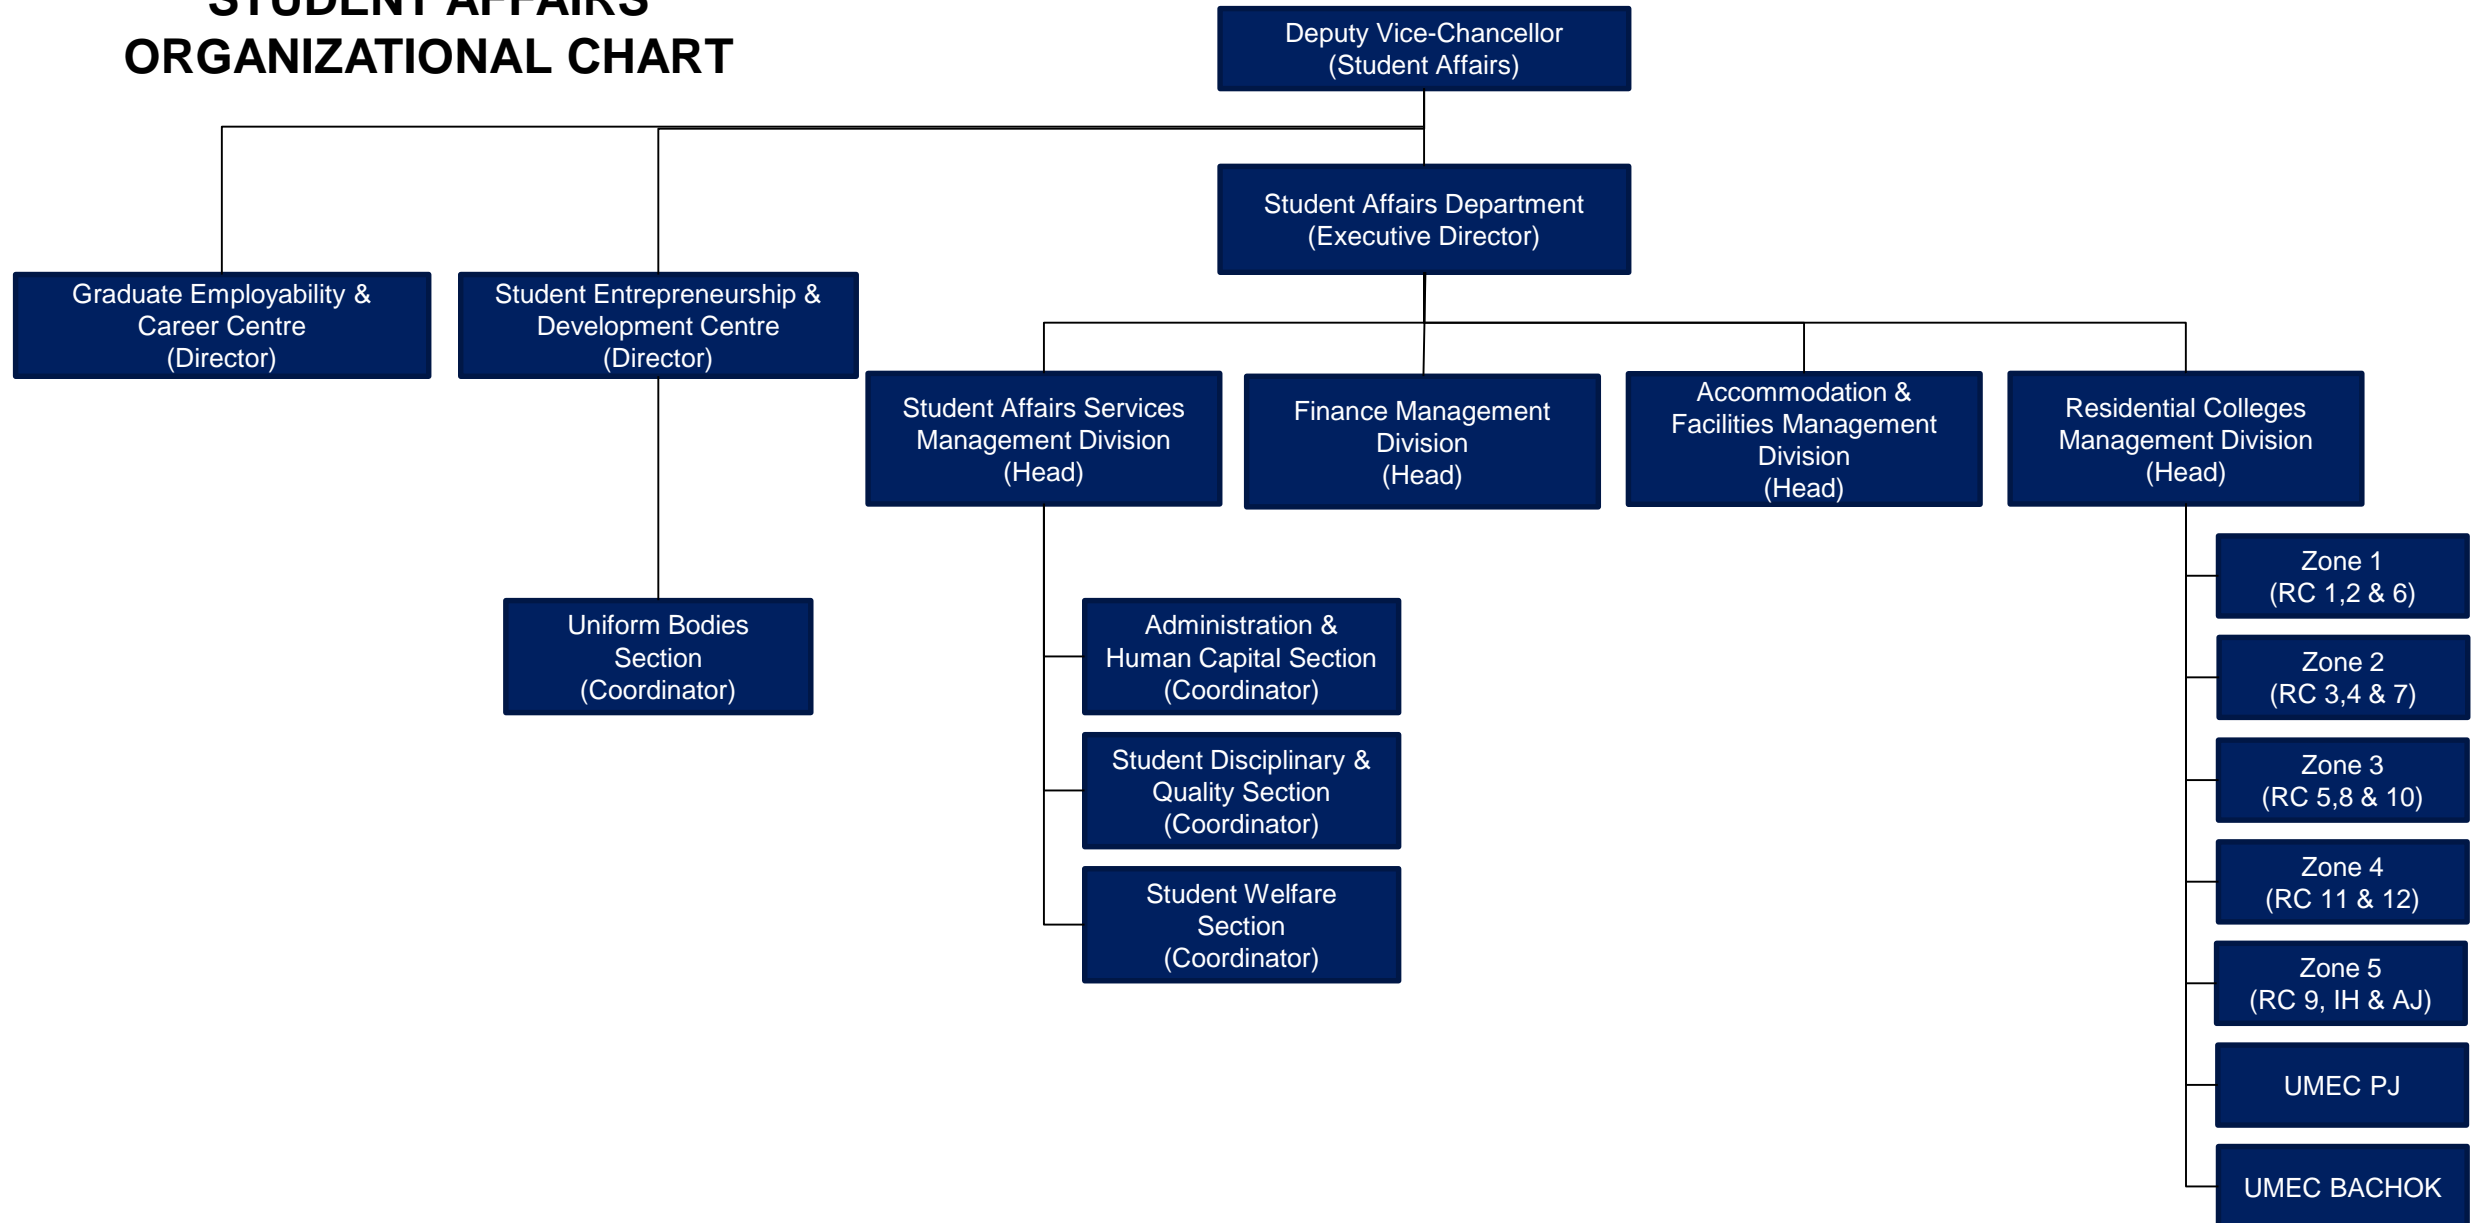 STUDENT AFFAIRS
ORGANIZATIONAL CHART
Deputy Vice-Chancellor
(Student Affairs)
Student Affairs Department
(Executive Director)
Graduate Employability &
Career Centre
(Director)
Student Entrepreneurship &
Development Centre
(Director)
Student Affairs Services
Management Division
(Head)
Finance Management
Division
(Head)
Accommodation &
Facilities Management
Division
(Head)
Residential Colleges
Management Division
(Head)
Uniform Bodies
Section
(Coordinator)
Administration &
Human Capital Section
(Coordinator)
Student Disciplinary &
Quality Section
(Coordinator)
Student Welfare
Section
(Coordinator)
Zone 1
(RC 1,2 & 6)
Zone 2
(RC 3,4 & 7)
Zone 3
(RC 5,8 & 10)
Zone 4
(RC 11 & 12)
Zone 5
(RC 9, IH & AJ)
UMEC PJ
UMEC BACHOK